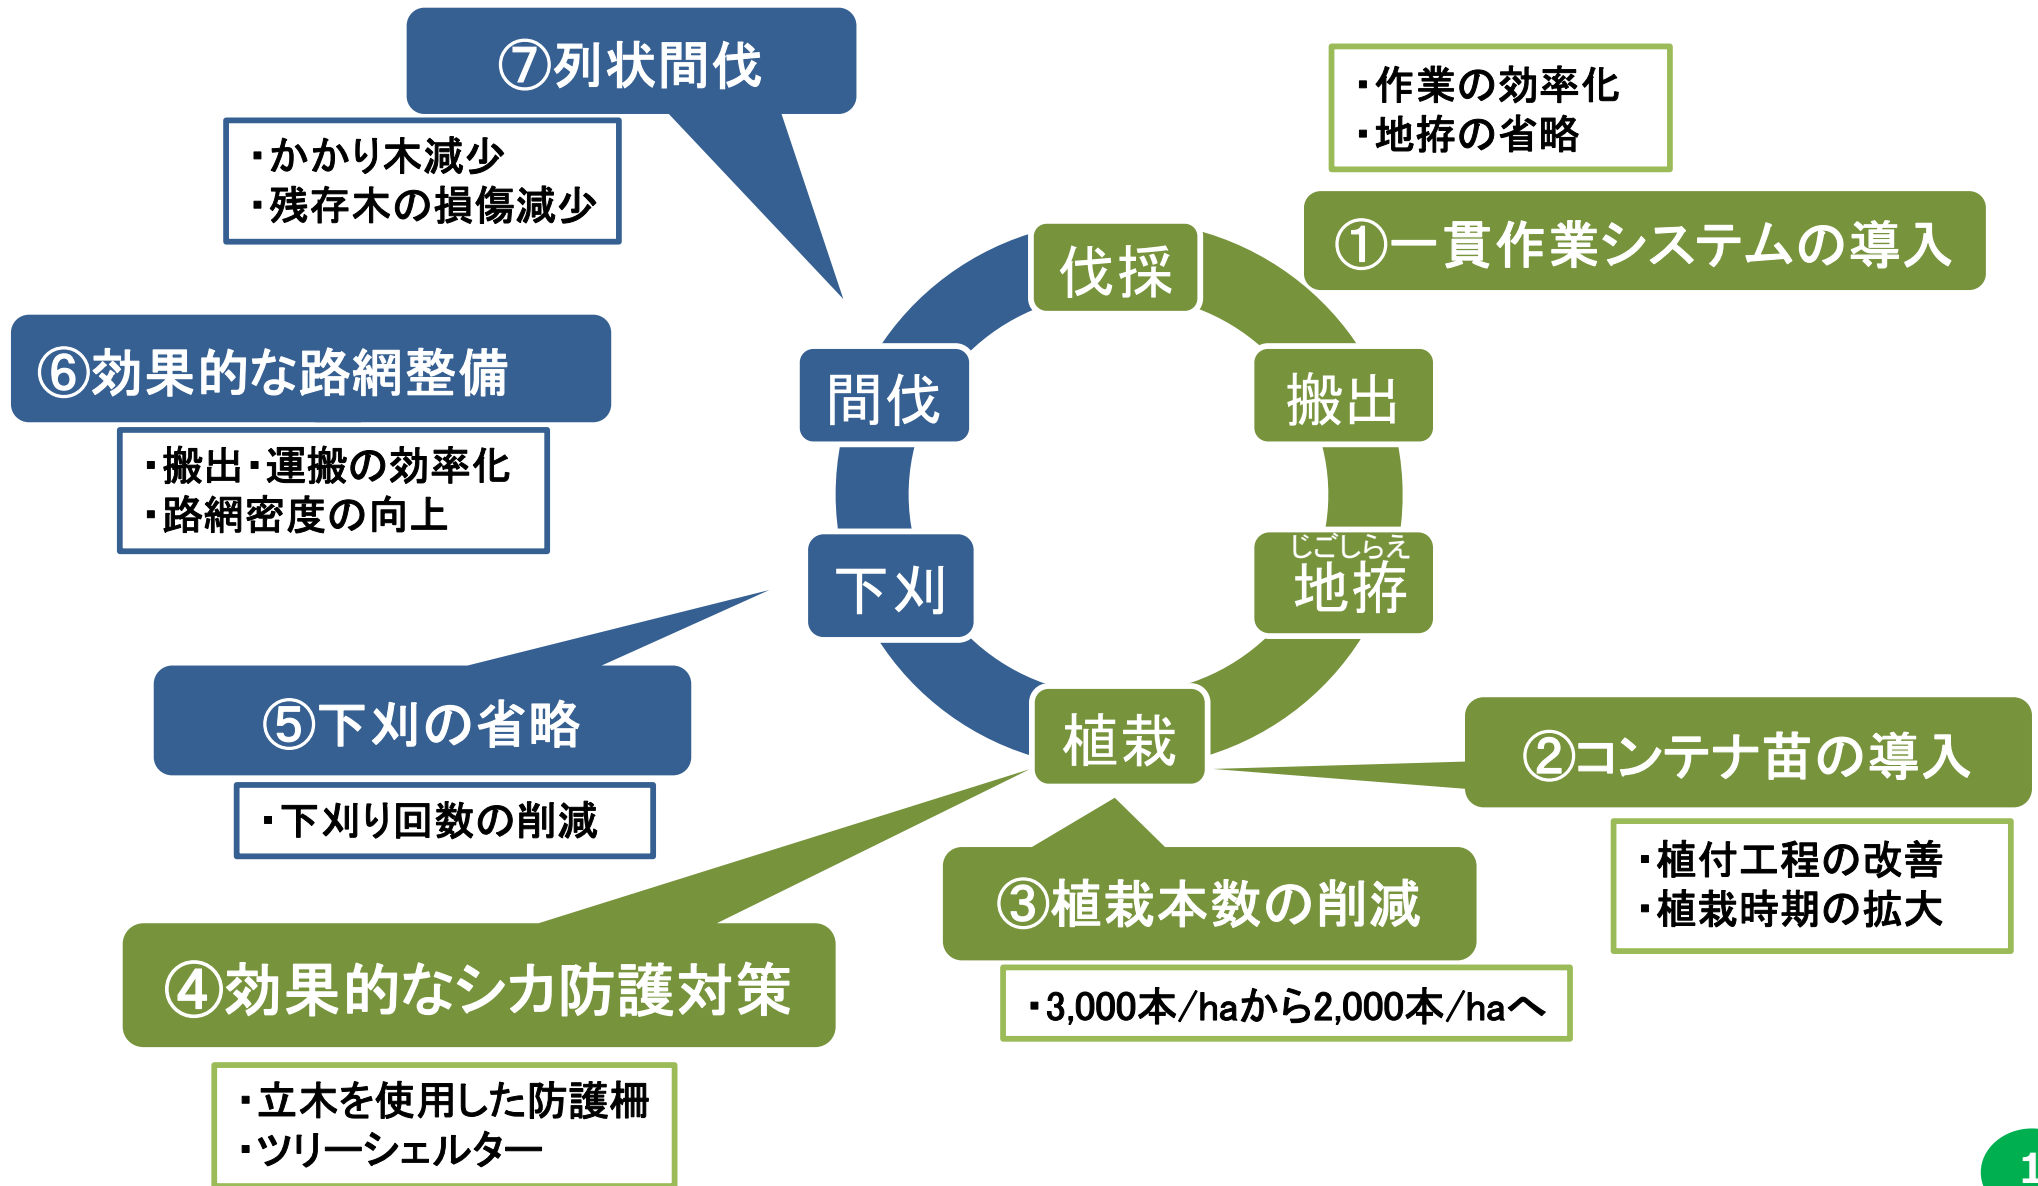 ⑦列状間伐
・かかり木減少
・残存木の損傷減少
・作業の効率化
・地拵の省略
①一貫作業システムの導入
伐採
搬出
じごしらえ
地拵
植栽
下刈
間伐
⑥効果的な路網整備
・搬出・運搬の効率化
・路網密度の向上
⑤下刈の省略
・下刈り回数の削減
②コンテナ苗の導入
・植付工程の改善
・植栽時期の拡大
③植栽本数の削減
・3,000本/haから2,000本/haへ
④効果的なシカ防護対策
・立木を使用した防護柵
・ツリーシェルター